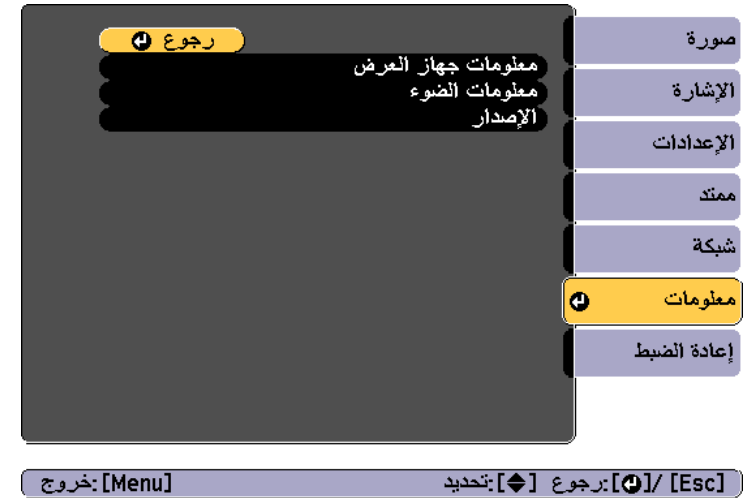 رجوع
معلومات جهاز العرض
معلومات الضوء
الإصدار
صورة
الإشارة
الإعدادات
ممتد
شبكة
معلومات
إعادة الضبط
[Esc] /[⏎]:رجوع [◆]:تحديد [Menu]:خروج